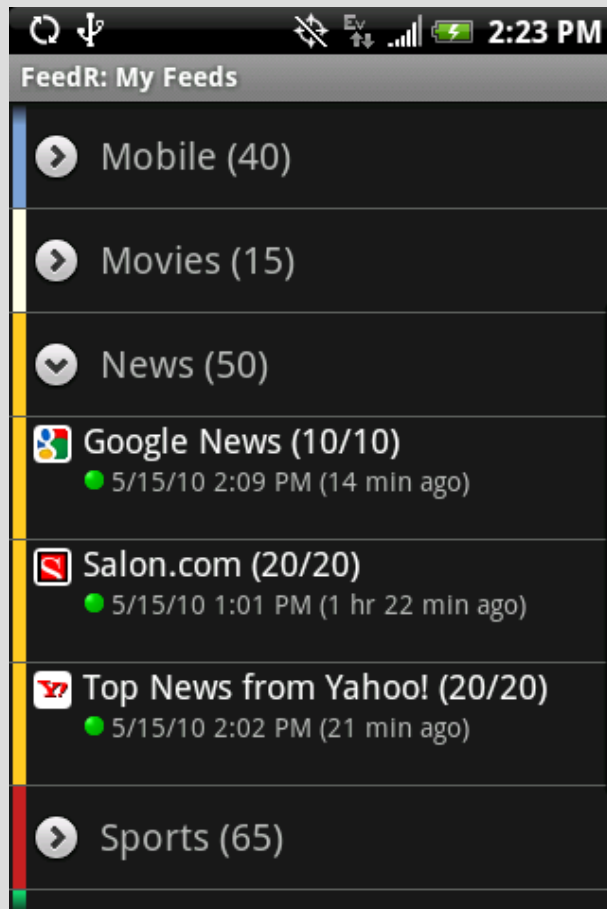 Ev 2:23 PM
FeedR: My Feeds
Mobile (40)
Movies (15)
News (50)
Google News (10/10)
5/15/10 2:09 PM (14 min ago)
Salon.com (20/20)
5/15/10 1:01 PM (1 hr 22 min ago)
Top News from Yahoo! (20/20)
5/15/10 2:02 PM (21 min ago)
Sports (65)